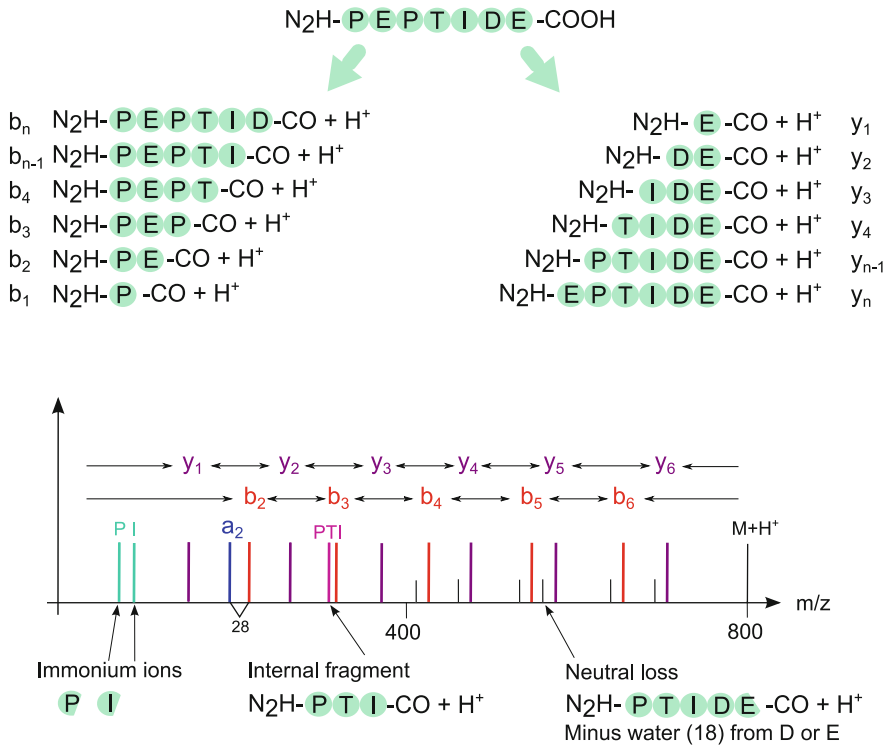 N₂H-PEPTIDE-COOH
bₙ N₂H-PEPTID-CO + H⁺
bₙ₋₁ N₂H-PEPTI-CO + H⁺
b₄ N₂H-PEPT-CO + H⁺
b₃ N₂H-PEP-CO + H⁺
b₂ N₂H-PE-CO + H⁺
b₁ N₂H-P-CO + H⁺
N₂H-E-CO + H⁺ y₁
N₂H-DE-CO + H⁺ y₂
N₂H-IDE-CO + H⁺ y₃
N₂H-TIDE-CO + H⁺ y₄
N₂H-PTIDE-CO + H⁺ yₙ₋₁
N₂H-EPTIDE-CO + H⁺ yₙ
y₁ y₂ y₃ y₄ y₅ y₆
b₂ b₃ b₄ b₅ b₆
P I a₂ PTI M+H⁺
28 400 800 m/z
Immonium ions
P I
Internal fragment
N₂H-PTI-CO + H⁺
Neutral loss
N₂H-PTIDE-CO + H⁺
Minus water (18) from D or E